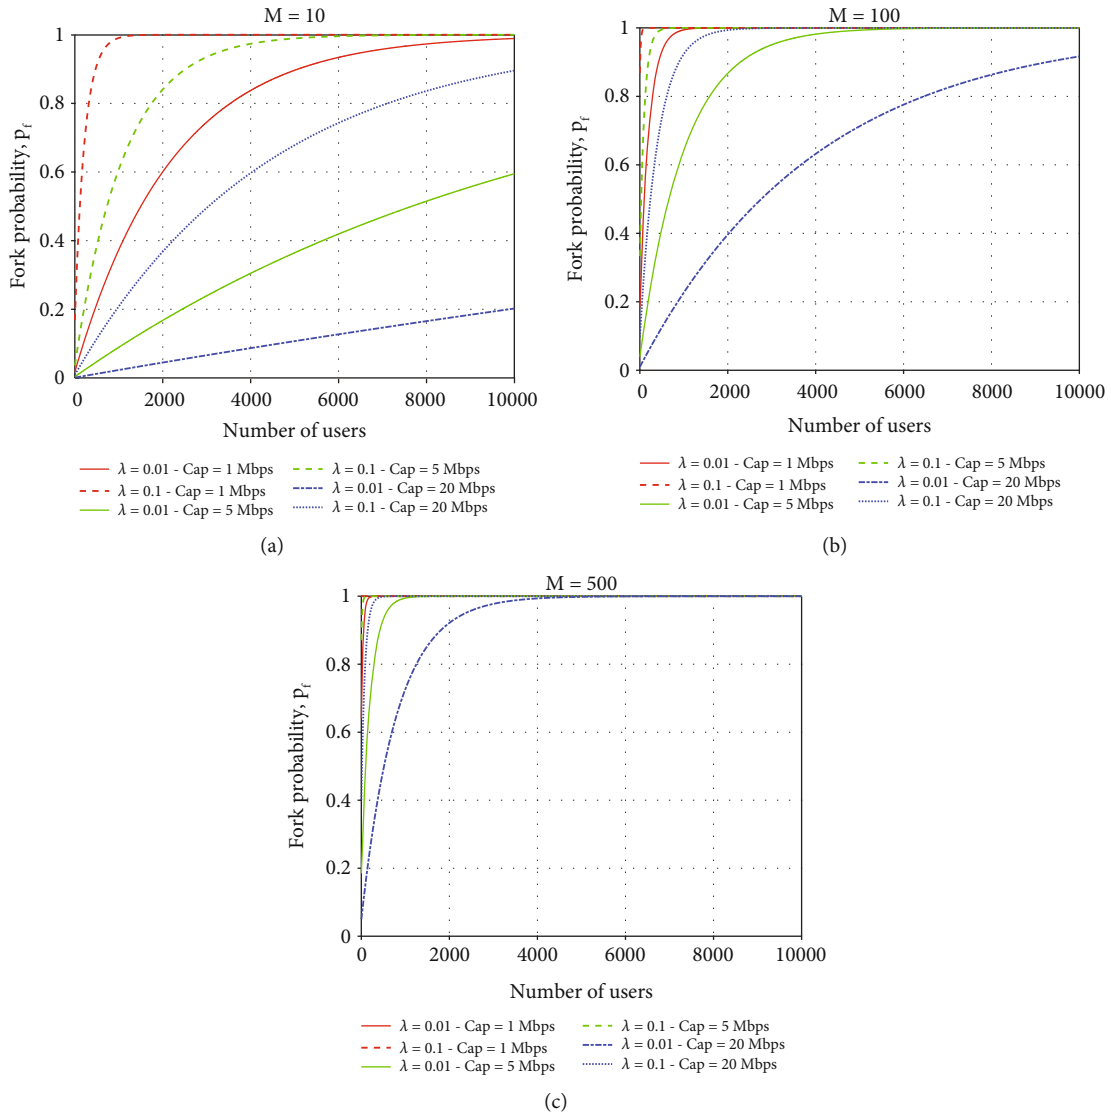 M = 10
1
0.8
0.6
0.4
0.2
0
Fork probability, p_f
0 2000 4000 6000 8000 10000
Number of users
λ = 0.01 - Cap = 1 Mbps
λ = 0.1 - Cap = 1 Mbps
λ = 0.01 - Cap = 5 Mbps
λ = 0.1 - Cap = 5 Mbps
λ = 0.01 - Cap = 20 Mbps
λ = 0.1 - Cap = 20 Mbps
(a)
M = 100
1
0.8
0.6
0.4
0.2
0
Fork probability, p_f
0 2000 4000 6000 8000 10000
Number of users
λ = 0.01 - Cap = 1 Mbps
λ = 0.1 - Cap = 1 Mbps
λ = 0.01 - Cap = 5 Mbps
λ = 0.1 - Cap = 5 Mbps
λ = 0.01 - Cap = 20 Mbps
λ = 0.1 - Cap = 20 Mbps
(b)
M = 500
1
0.8
0.6
0.4
0.2
0
Fork probability, p_f
0 2000 4000 6000 8000 10000
Number of users
λ = 0.01 - Cap = 1 Mbps
λ = 0.1 - Cap = 1 Mbps
λ = 0.01 - Cap = 5 Mbps
λ = 0.1 - Cap = 5 Mbps
λ = 0.01 - Cap = 20 Mbps
λ = 0.1 - Cap = 20 Mbps
(c)